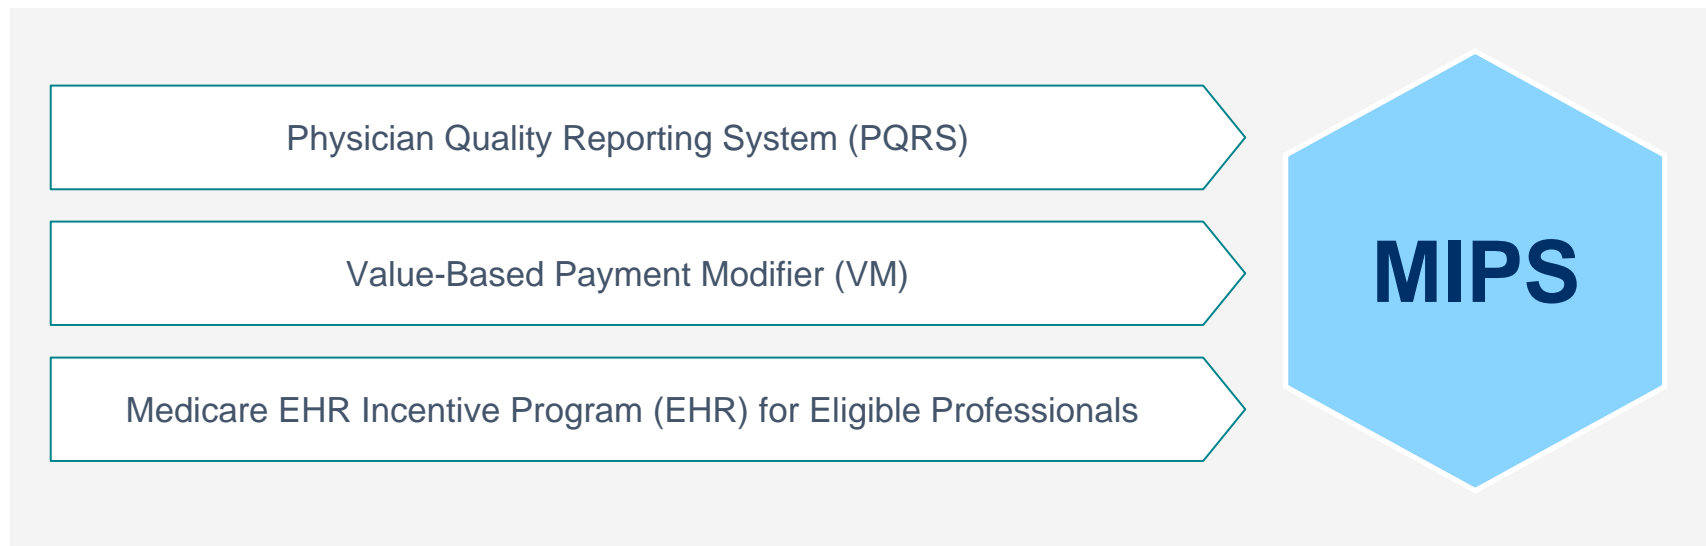 Physician Quality Reporting System (PQRS)
Value-Based Payment Modifier (VM)
Medicare EHR Incentive Program (EHR) for Eligible Professionals
MIPS